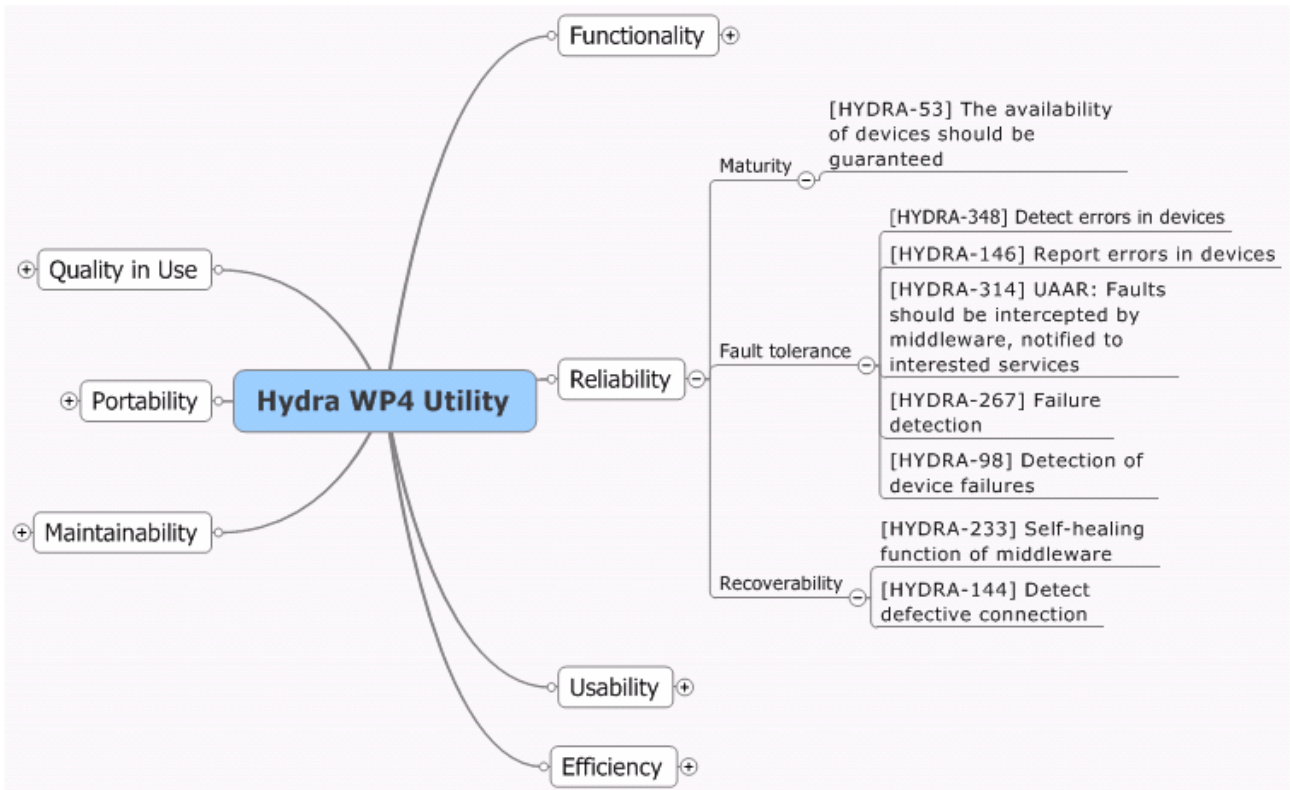 Functionality
[HYDRA-53] The availability
of devices should be
guaranteed
Maturity
[HYDRA-348] Detect errors in devices
[HYDRA-146] Report errors in devices
[HYDRA-314] UAAR: Faults
should be intercepted by
middleware, notified to
interested services
Fault tolerance
[HYDRA-267] Failure
detection
[HYDRA-98] Detection of
device failures
Quality in Use
Reliability
Portability
Hydra WP4 Utility
Maintainability
[HYDRA-233] Self-healing
function of middleware
Recoverability
[HYDRA-144] Detect
defective connection
Usability
Efficiency